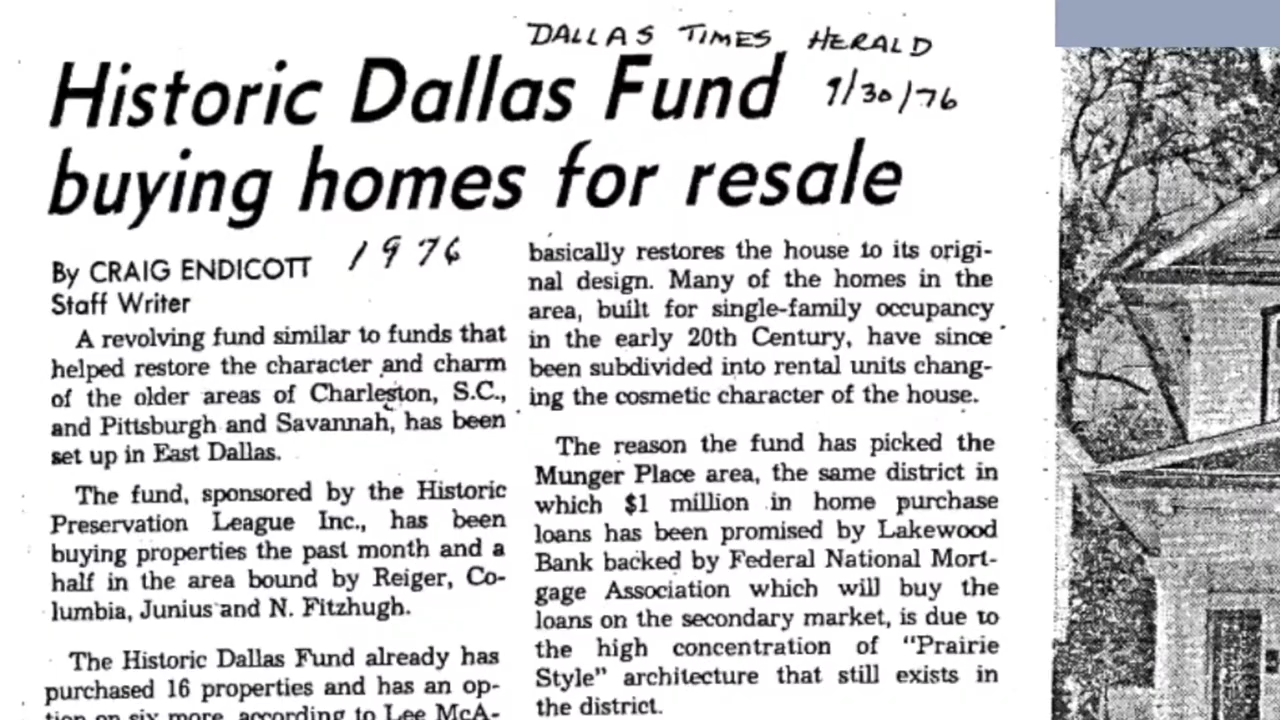 DALLAS TIMES HERALD
9/30/76
Historic Dallas Fund
buying homes for resale
1976
By CRAIG ENDICOTT
Staff Writer
A revolving fund similar to funds that
helped restore the character and charm
of the older areas of Charleston, S.C.,
and Pittsburgh and Savannah, has been
set up in East Dallas.
The fund, sponsored by the Historic
Preservation League Inc., has been
buying properties the past month and a
half in the area bound by Reiger, Co-
lumbia, Junius and N. Fitzhugh.
The Historic Dallas Fund already has
purchased 16 properties and has an op-
tion on six more, according to Lee McA-
basically restores the house to its origi-
nal design. Many of the homes in the
area, built for single-family occupancy
in the early 20th Century, have since
been subdivided into rental units chang-
ing the cosmetic character of the house.
The reason the fund has picked the
Munger Place area, the same district in
which $1 million in home purchase
loans has been promised by Lakewood
Bank backed by Federal National Mort-
gage Association which will buy the
loans on the secondary market, is due to
the high concentration of “Prairie
Style” architecture that still exists in
the district.